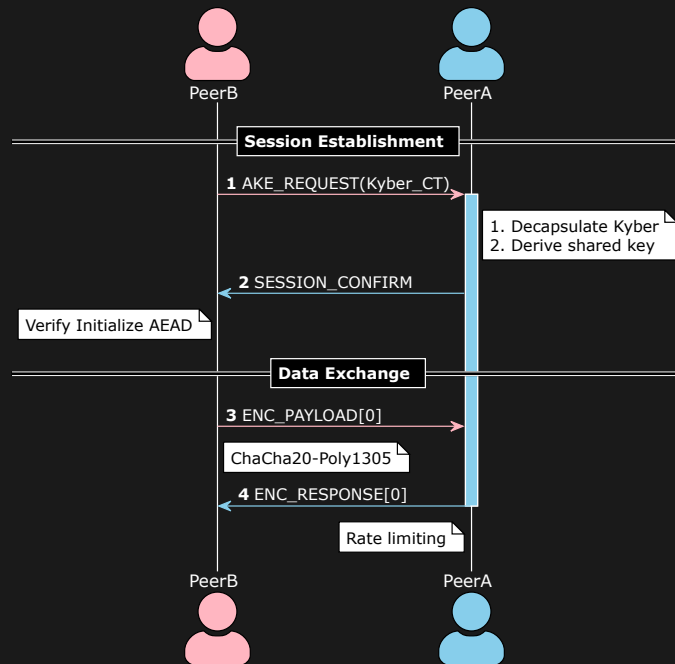 PeerB
PeerA
Session Establishment
1 AKE_REQUEST(Kyber_CT)
1. Decapsulate Kyber
2. Derive shared key
2 SESSION_CONFIRM
Verify Initialize AEAD
Data Exchange
3 ENC_PAYLOAD[0]
ChaCha20-Poly1305
4 ENC_RESPONSE[0]
Rate limiting
PeerB
PeerA